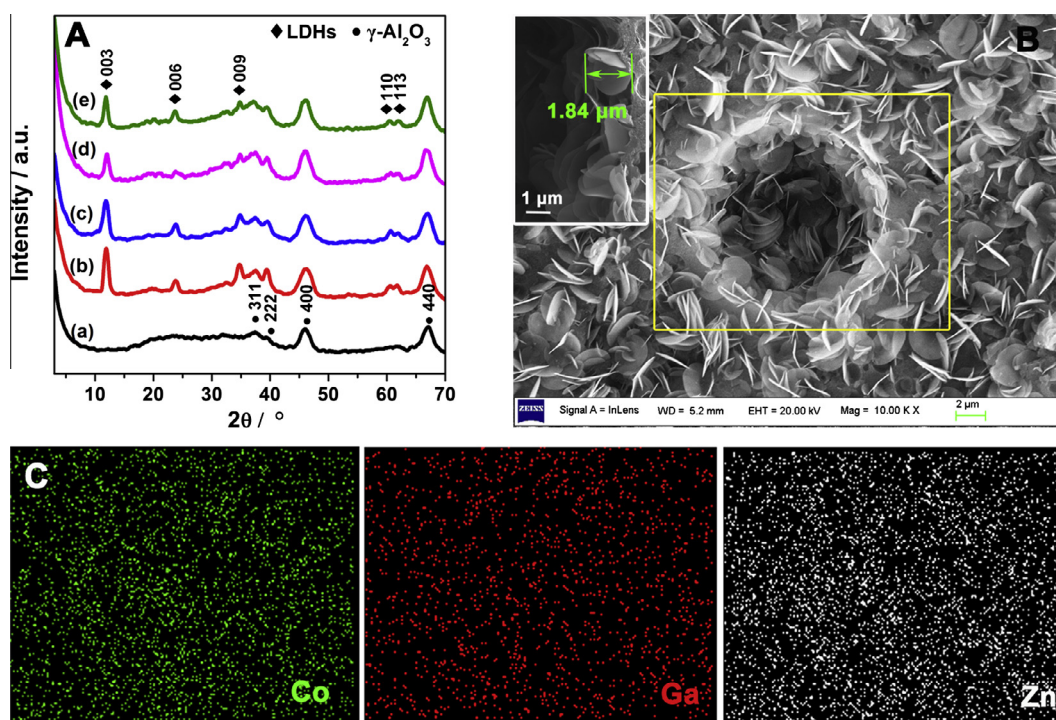 A
◆ LDHs ● γ-Al₂O₃
003
006
009
110
113
(e)
(d)
(c)
(b)
(a)
311
222
400
440
Intensity / a.u.
10 20 30 40 50 60 70
2θ / °
B
1.84 µm
1 µm
ZEISS Signal A = InLens WD = 5.2 mm EHT = 20.00 kV Mag = 10.00 K X 2 µm
C
Co
Ga
Zn